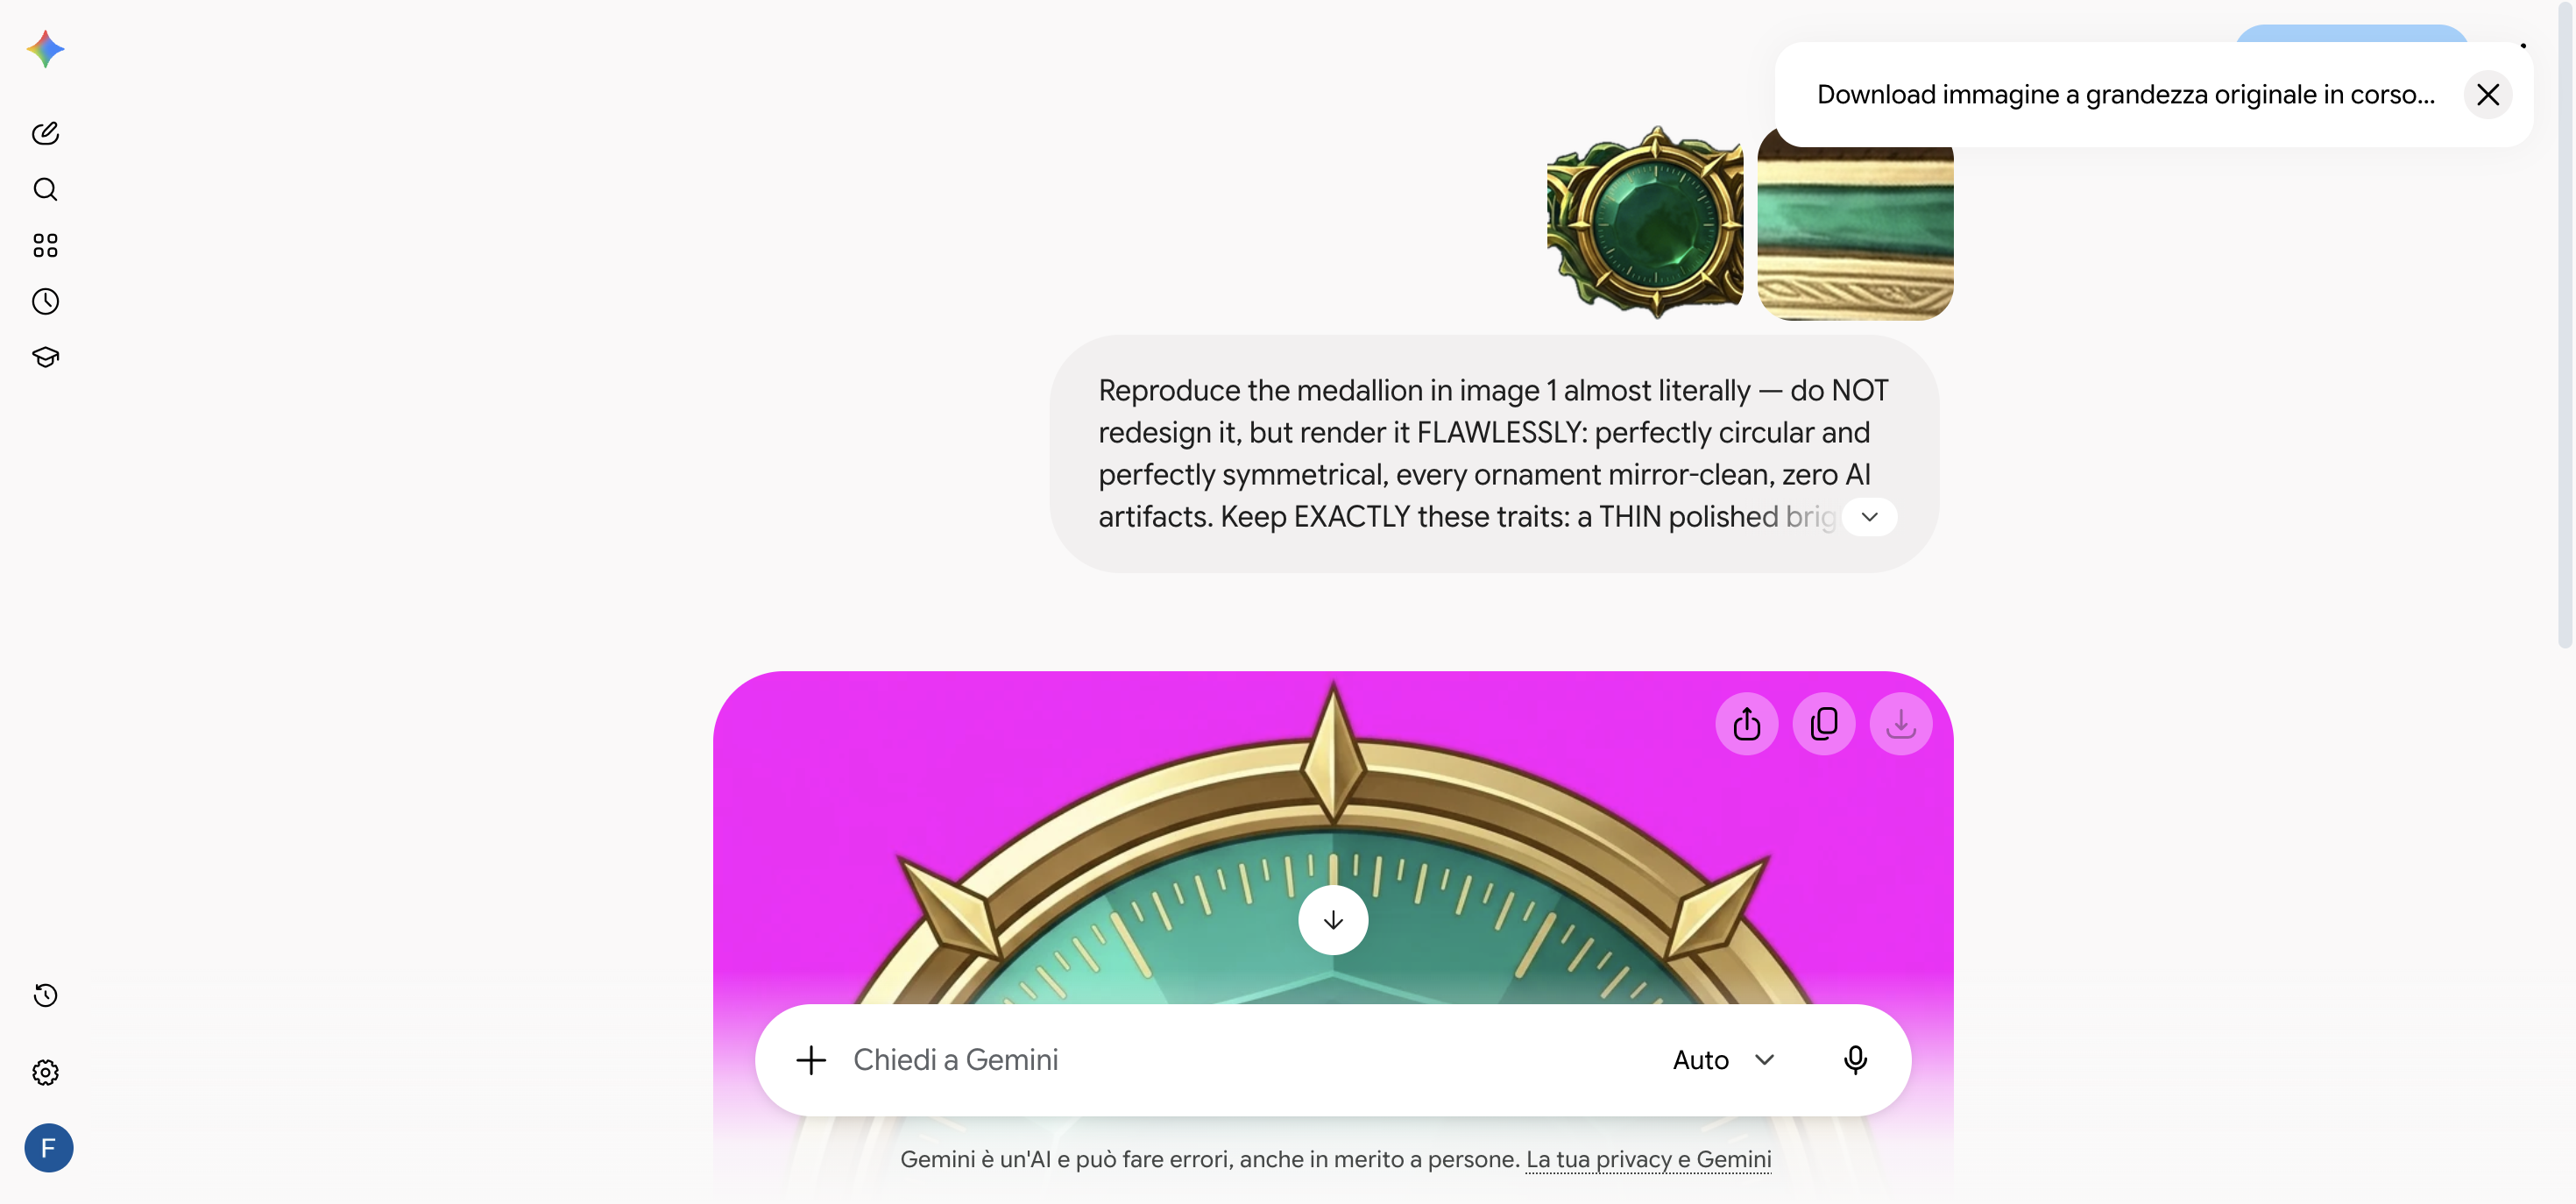 Download immagine a grandezza originale in corso...
Reproduce the medallion in image 1 almost literally — do NOT
redesign it, but render it FLAWLESSLY: perfectly circular and
perfectly symmetrical, every ornament mirror-clean, zero AI
artifacts. Keep EXACTLY these traits: a THIN polished brig
Chiedi a Gemini
Auto
Gemini è un'AI e può fare errori, anche in merito a persone. La tua privacy e Gemini
F